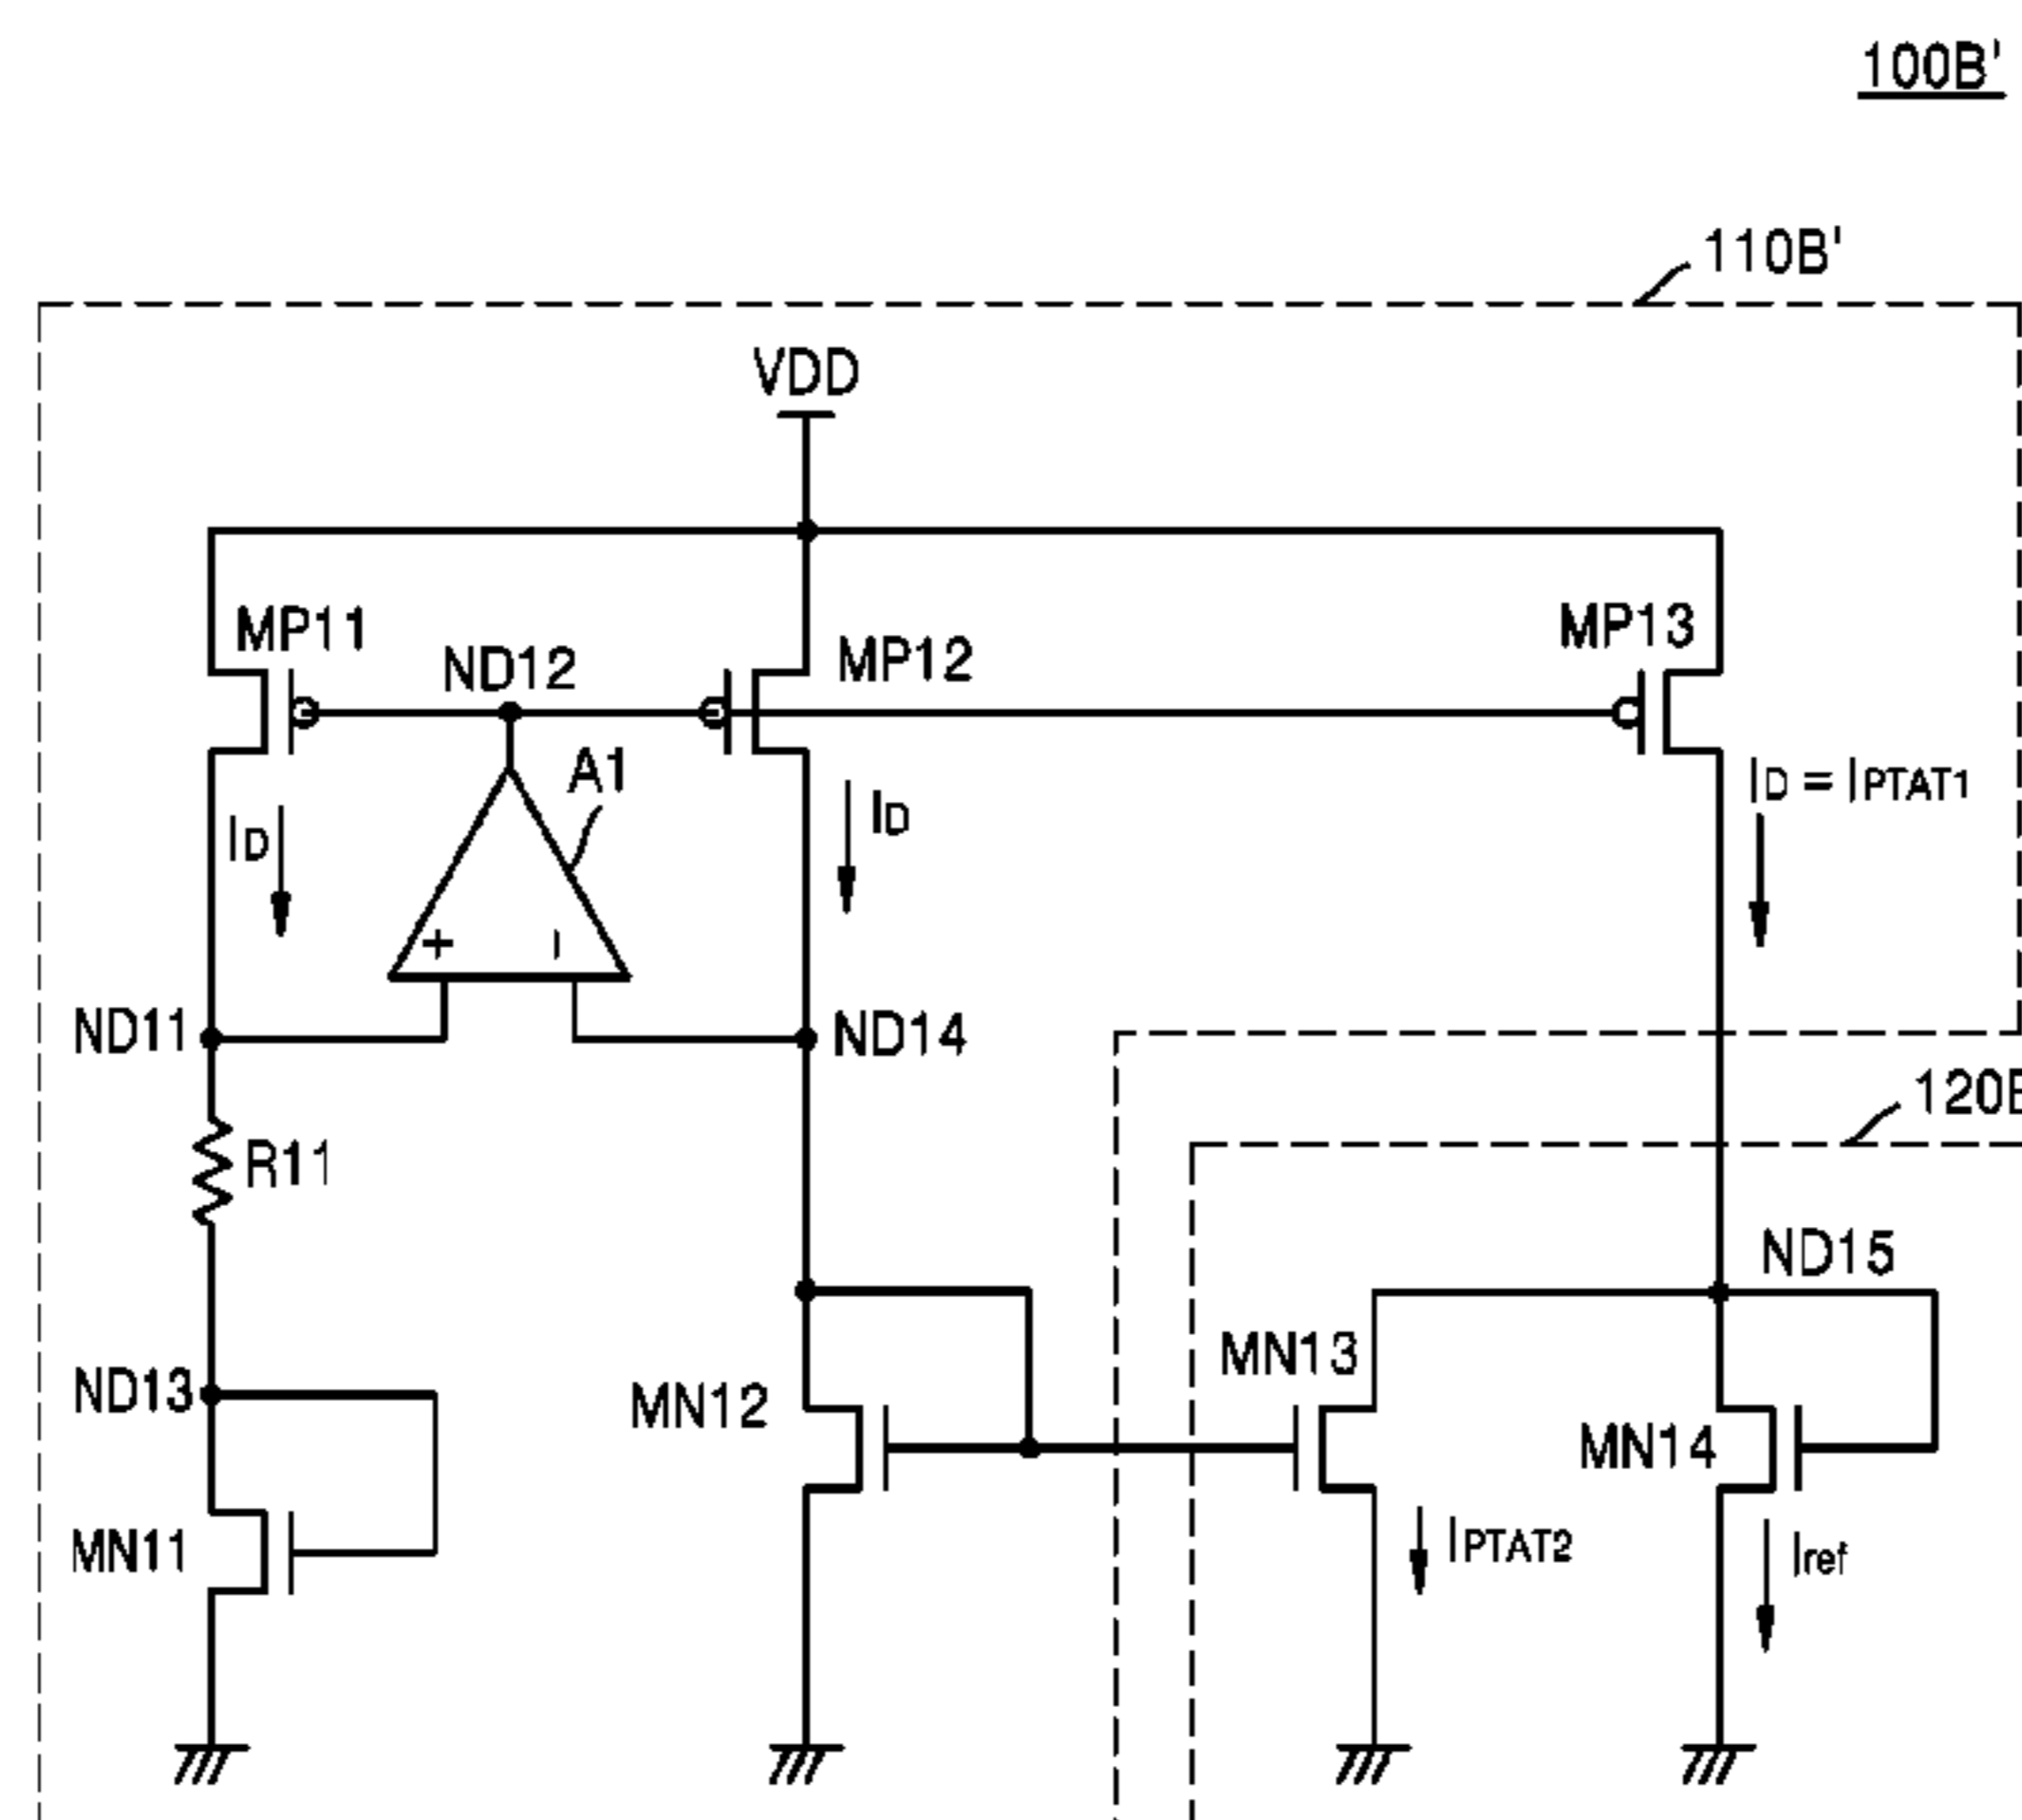 100B'
110B'
VDD
MP11
ND12
MP12
MP13
A1
ID
ID
ID = IPTAT1
+
ND11
ND14
120B
R11
ND15
ND13
MN12
MN13
MN14
MN11
IPTAT2
Iref